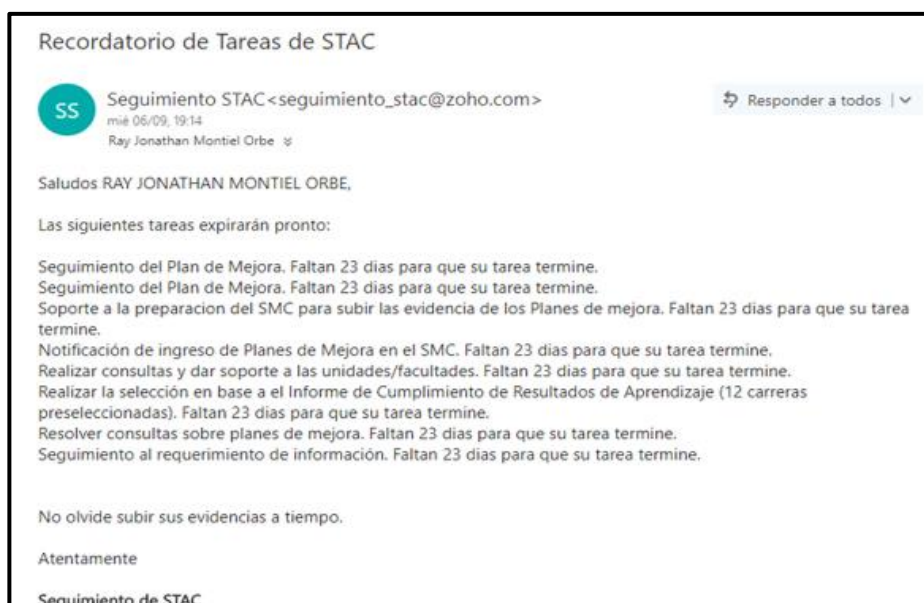 Recordatorio de Tareas de STAC
SS
Seguimiento STAC<seguimiento_stac@zoho.com>
Responder a todos
mié 06/09, 19:14
Ray Jonathan Montiel Orbe
Saludos RAY JONATHAN MONTIEL ORBE,
Las siguientes tareas expirarán pronto:
Seguimiento del Plan de Mejora. Faltan 23 dias para que su tarea termine.
Seguimiento del Plan de Mejora. Faltan 23 dias para que su tarea termine.
Soporte a la preparacion del SMC para subir las evidencia de los Planes de mejora. Faltan 23 dias para que su tarea
termine.
Notificación de ingreso de Planes de Mejora en el SMC. Faltan 23 dias para que su tarea termine.
Realizar consultas y dar soporte a las unidades/facultades. Faltan 23 dias para que su tarea termine.
Realizar la selección en base a el Informe de Cumplimiento de Resultados de Aprendizaje (12 carreras
preseleccionadas). Faltan 23 dias para que su tarea termine.
Resolver consultas sobre planes de mejora. Faltan 23 dias para que su tarea termine.
Seguimiento al requerimiento de información. Faltan 23 dias para que su tarea termine.
No olvide subir sus evidencias a tiempo.
Atentamente
Seguimiento de STAC